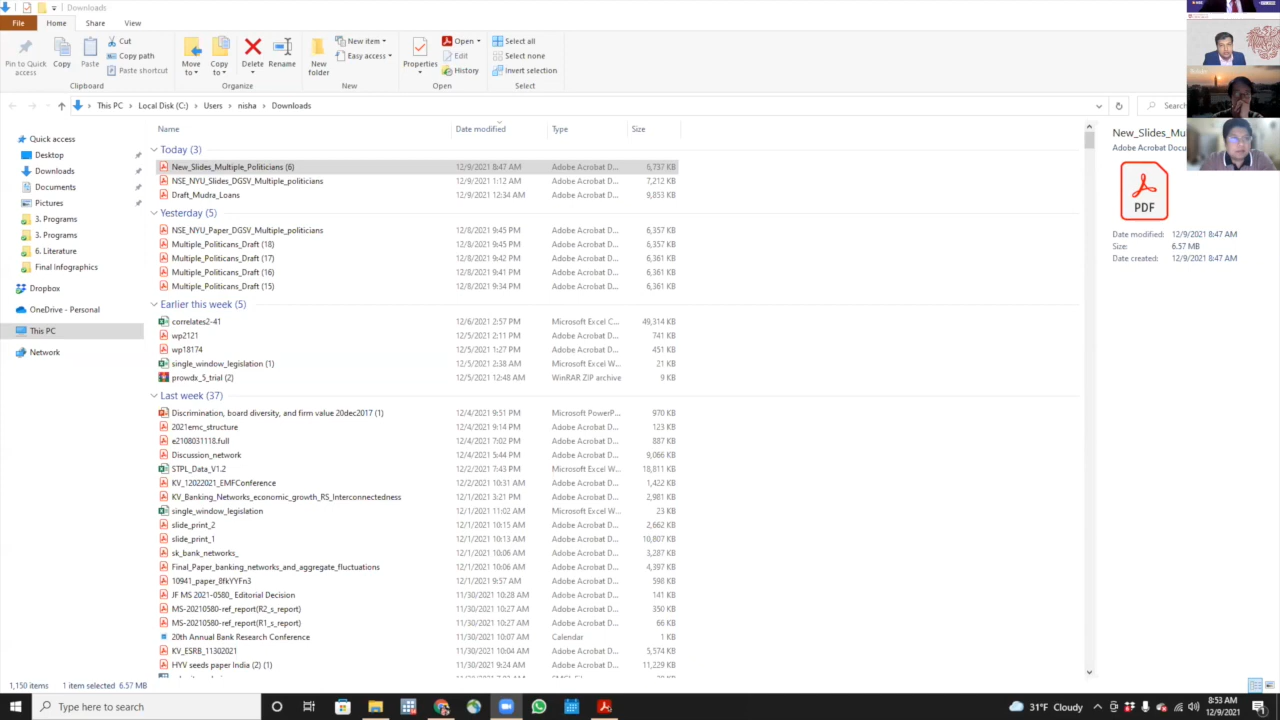 Downloads
File Home Share View
Pin to Quick access
Copy
Paste
Cut
Copy path
Paste shortcut
Clipboard
Move to
Copy to
Delete
Rename
Organize
New folder
New item
Easy access
New
Properties
Open
Edit
History
Open
Select all
Select none
Invert selection
Select
This PC > Local Disk (C:) > Users > nisha > Downloads
Name Date modified Type Size
Quick access
Desktop
Downloads
Documents
Pictures
3. Programs
3. Programs
6. Literature
Final Infographics
Dropbox
OneDrive - Personal
This PC
Network
Today (3)
New_Slides_Multiple_Politicians (6) 12/9/2021 8:47 AM Adobe Acrobat D... 6,737 KB
NSE_NYU_Slides_DGSV_Multiple_politicians 12/9/2021 1:12 AM Adobe Acrobat D... 7,212 KB
Draft_Mudra_Loans 12/9/2021 12:34 AM Adobe Acrobat D... 9,853 KB
Yesterday (5)
NSE_NYU_Paper_DGSV_Multiple_politicians 12/8/2021 9:45 PM Adobe Acrobat D... 6,357 KB
Multiple_Politicans_Draft (18) 12/8/2021 9:45 PM Adobe Acrobat D... 6,357 KB
Multiple_Politicans_Draft (17) 12/8/2021 9:42 PM Adobe Acrobat D... 6,361 KB
Multiple_Politicans_Draft (16) 12/8/2021 9:41 PM Adobe Acrobat D... 6,361 KB
Multiple_Politicans_Draft (15) 12/8/2021 9:34 PM Adobe Acrobat D... 6,361 KB
Earlier this week (5)
correlates2-41 12/6/2021 2:57 PM Microsoft Excel C... 49,314 KB
wp2121 12/5/2021 2:11 PM Adobe Acrobat D... 741 KB
wp18174 12/5/2021 1:27 PM Adobe Acrobat D... 451 KB
single_window_legislation (1) 12/5/2021 2:38 AM Microsoft Excel W... 21 KB
prowdx_5_trial (2) 12/5/2021 12:48 AM WinRAR ZIP archive 9 KB
Last week (37)
Discrimination, board diversity, and firm value 20dec2017 (1) 12/4/2021 9:51 PM Microsoft PowerP... 970 KB
2021emc_structure 12/4/2021 9:14 PM Adobe Acrobat D... 123 KB
e2108031118.full 12/4/2021 7:02 PM Adobe Acrobat D... 887 KB
Discussion_network 12/4/2021 5:44 PM Adobe Acrobat D... 9,066 KB
STPL_Data_V1.2 12/2/2021 7:43 PM Microsoft Excel W... 18,811 KB
KV_12022021_EMFConference 12/2/2021 10:31 AM Adobe Acrobat D... 1,422 KB
KV_Banking_Networks_economic_growth_RS_Interconnectedness 12/1/2021 3:21 PM Adobe Acrobat D... 2,981 KB
single_window_legislation 12/1/2021 11:02 AM Microsoft Excel W... 23 KB
slide_print_2 12/1/2021 10:15 AM Adobe Acrobat D... 2,662 KB
slide_print_1 12/1/2021 10:13 AM Adobe Acrobat D... 10,807 KB
sk_bank_networks_ 12/1/2021 10:06 AM Adobe Acrobat D... 3,287 KB
Final_Paper_banking_networks_and_aggregate_fluctuations 12/1/2021 10:06 AM Adobe Acrobat D... 4,397 KB
10941_paper_8fkYYFn3 12/1/2021 9:57 AM Adobe Acrobat D... 598 KB
JF MS 2021-0580_ Editorial Decision 11/30/2021 10:28 AM Adobe Acrobat D... 141 KB
MS-20210580-ref_report(R2_s_report) 11/30/2021 10:27 AM Adobe Acrobat D... 350 KB
MS-20210580-ref_report(R1_s_report) 11/30/2021 10:27 AM Adobe Acrobat D... 66 KB
20th Annual Bank Research Conference 11/30/2021 10:07 AM Calendar 1 KB
KV_ESRB_11302021 11/30/2021 10:04 AM Adobe Acrobat D... 5,574 KB
HYV seeds paper India (2) (1) 11/30/2021 9:24 AM Adobe Acrobat D... 11,229 KB
Search
New_Slides_Mu
Adobe Acrobat Docu
PDF
Date modified: 12/9/2021 8:47 AM
Size: 6.57 MB
Date created: 12/9/2021 8:47 AM
1,150 items 1 item selected 6.57 MB
Type here to search
31°F Cloudy
8:53 AM
12/9/2021